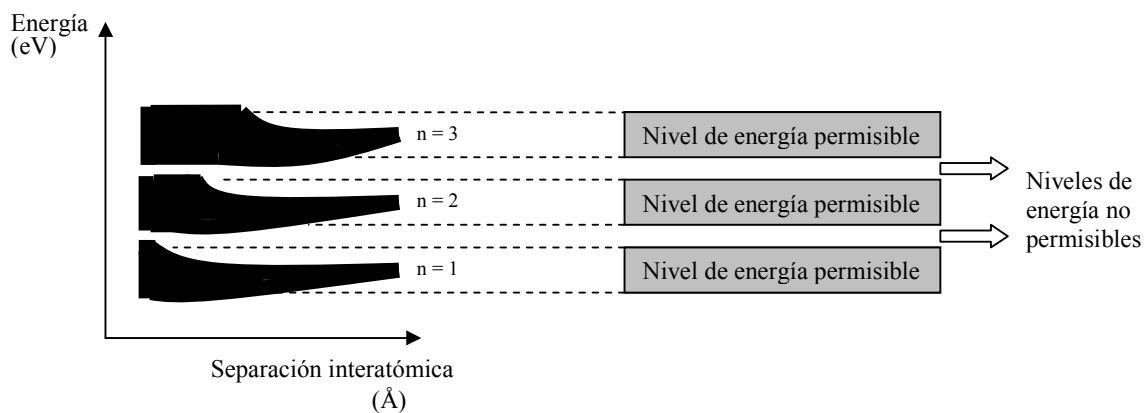 Energía
(eV)
n = 3
n = 2
n = 1
Nivel de energía permisible
Nivel de energía permisible
Nivel de energía permisible
Niveles de
energía no
permisibles
Separación interatómica
(Å)